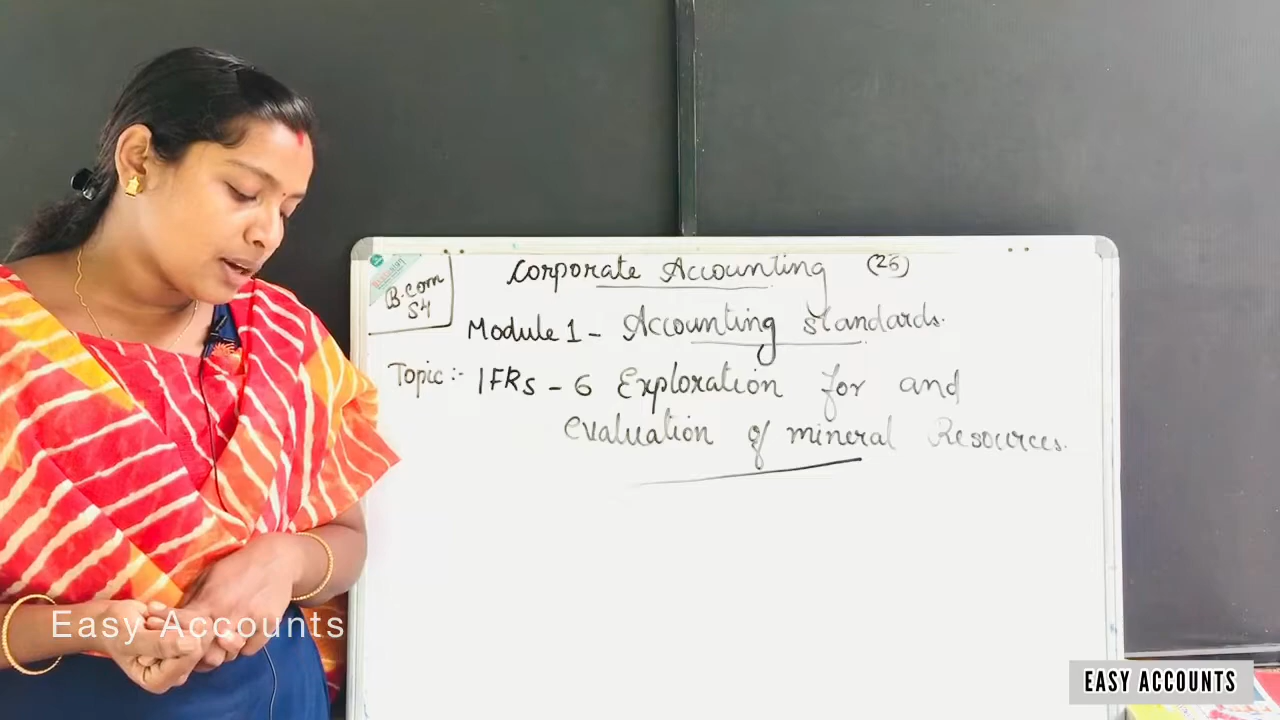 B.com
S4
Corporate Accounting (26)
Module 1 - Accounting Standards.
Topic :- IFRS - 6 Exploration for and
evaluation of mineral Resources.
Easy Accounts
EASY ACCOUNTS